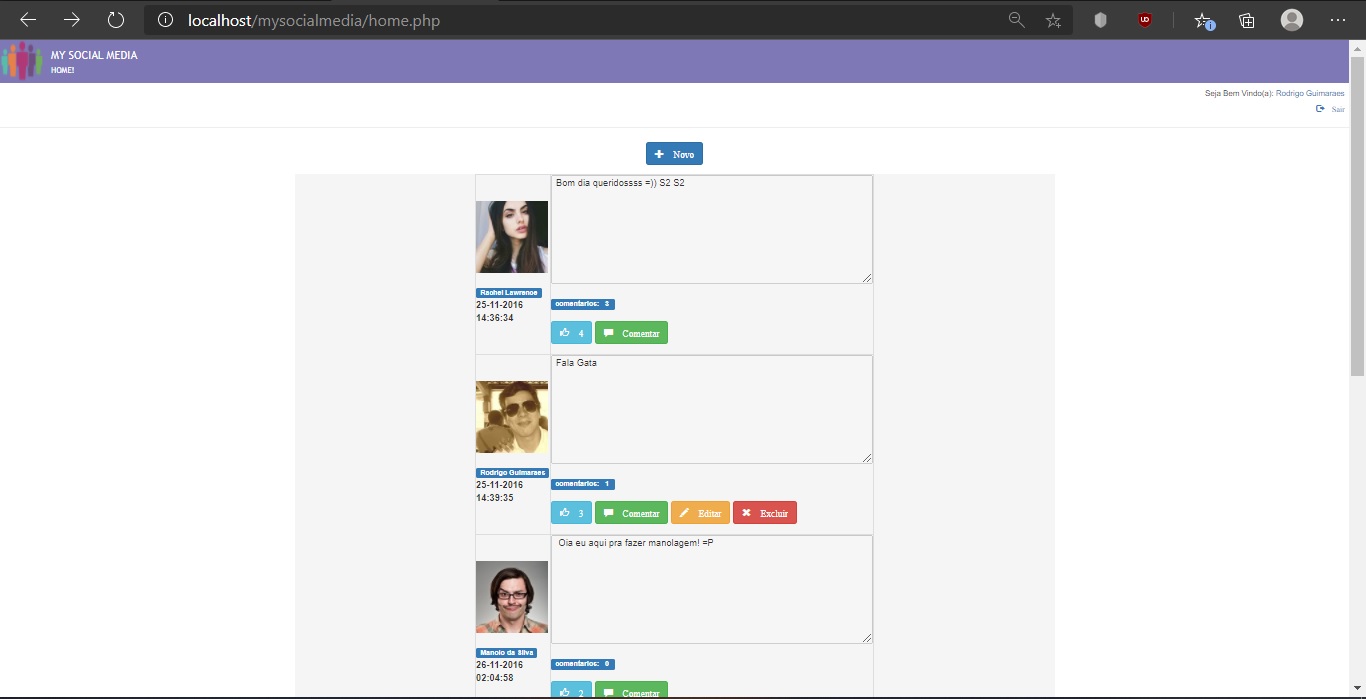 localhost/mysocialmedia/home.php
MY SOCIAL MEDIA
HOME!
Seja Bem Vindo(a): Rodrigo Guimaraes
Sair
Novo
Bom dia queridossss =)) S2 S2
Rachel Lawrence
25-11-2016
14:36:34
comentarios: 3
4 Comentar
Fala Gata
Rodrigo Guimaraes
25-11-2016
14:39:35
comentarios: 1
3 Comentar Editar Excluir
Oia eu aqui pra fazer manolagem! =P
Manolo da Silva
26-11-2016
02:04:58
comentarios: 0
2 Comentar